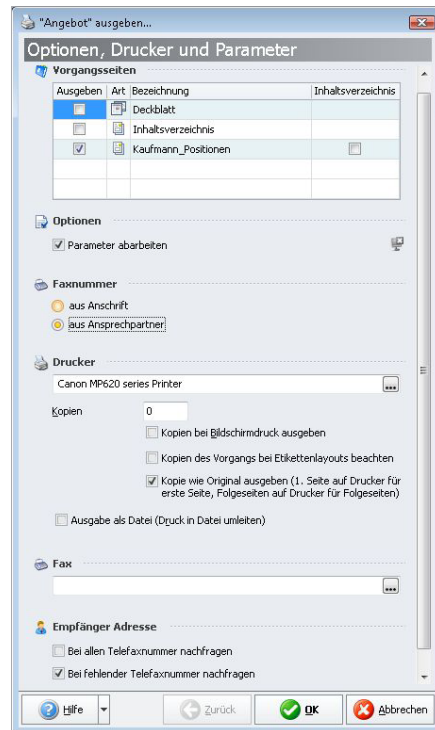 "Angebot" ausgeben...
Optionen, Drucker und Parameter
Vorgangsseiten
Ausgeben Art Bezeichnung Inhaltsverzeichnis
Deckblatt
Inhaltsverzeichnis
Kaufmann_Positionen
Optionen
Parameter abarbeiten
Faxnummer
aus Anschrift
aus Ansprechpartner
Drucker
Canon MP620 series Printer ...
Kopien 0
Kopien bei Bildschirmdruck ausgeben
Kopien des Vorgangs bei Etikettenlayouts beachten
Kopie wie Original ausgeben (1. Seite auf Drucker für
erste Seite, Folgeseiten auf Drucker für Folgeseiten)
Ausgabe als Datei (Druck in Datei umleiten)
Fax
...
Empfänger Adresse
Bei allen Telefaxnummer nachfragen
Bei fehlender Telefaxnummer nachfragen
Hilfe Zurück OK Abbrechen